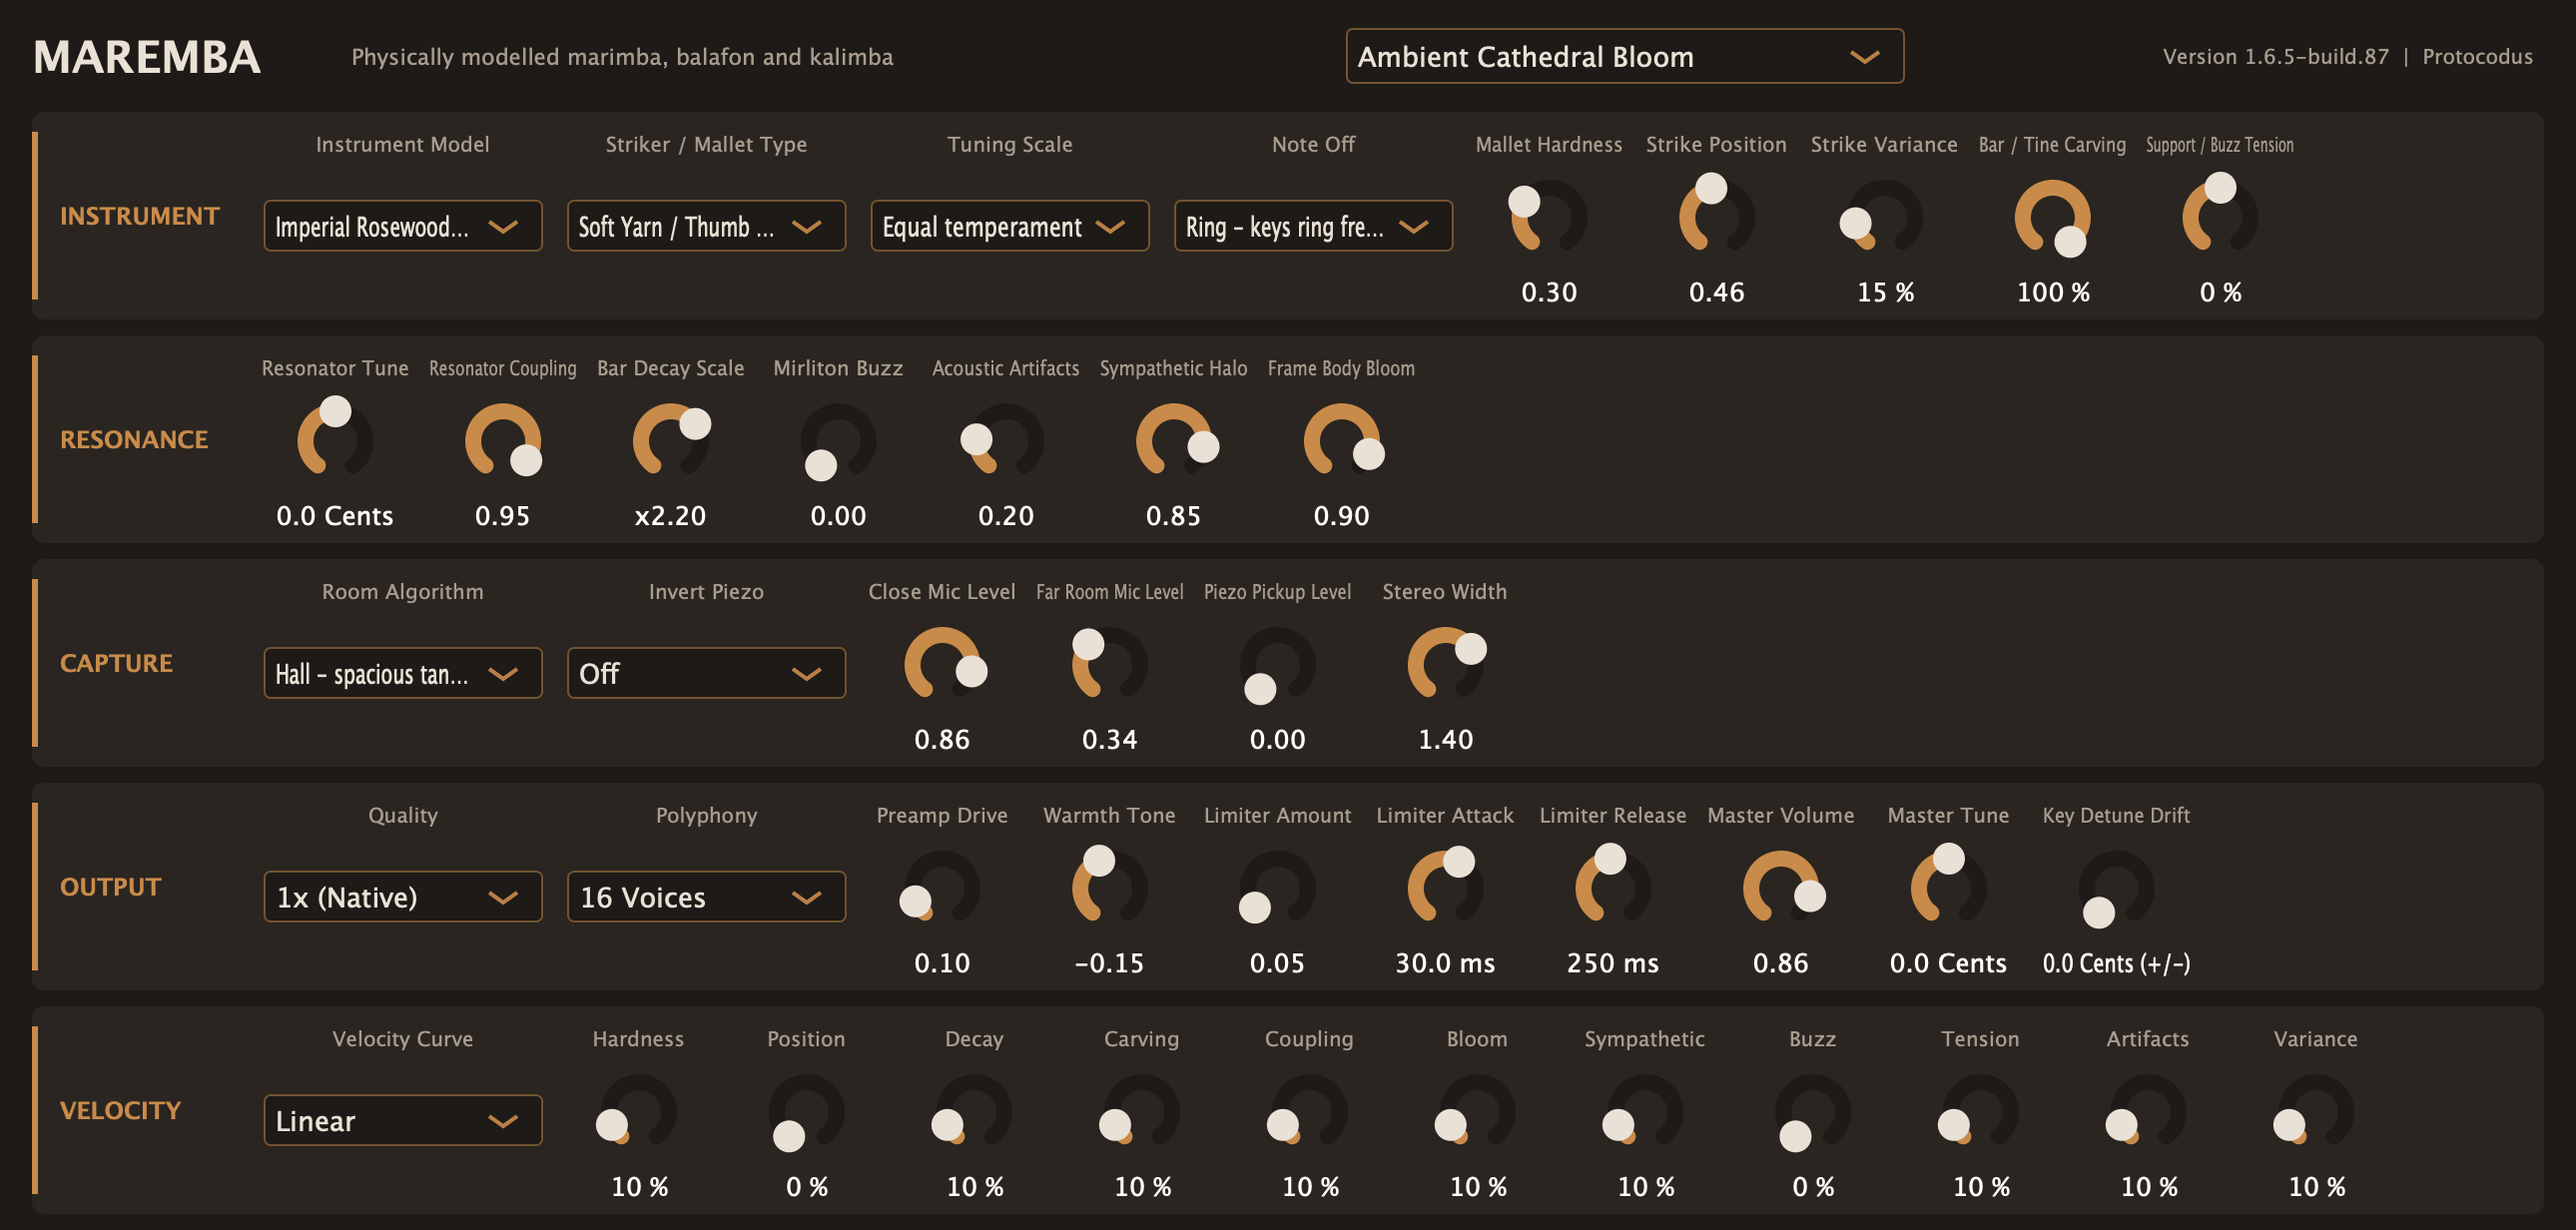 MAREMBA
Physically modelled marimba, balafon and kalimba
Ambient Cathedral Bloom
Version 1.6.5-build.87 | Protocodus
INSTRUMENT
Instrument Model Striker / Mallet Type Tuning Scale Note Off Mallet Hardness Strike Position Strike Variance Bar / Tine Carving Support / Buzz Tension
Imperial Rosewood... Soft Yarn / Thumb ... Equal temperament Ring – keys ring fre...
0.30 0.46 15 % 100 % 0 %
RESONANCE
Resonator Tune Resonator Coupling Bar Decay Scale Mirliton Buzz Acoustic Artifacts Sympathetic Halo Frame Body Bloom
0.0 Cents 0.95 x2.20 0.00 0.20 0.85 0.90
CAPTURE
Room Algorithm Invert Piezo Close Mic Level Far Room Mic Level Piezo Pickup Level Stereo Width
Hall – spacious tan... Off
0.86 0.34 0.00 1.40
OUTPUT
Quality Polyphony Preamp Drive Warmth Tone Limiter Amount Limiter Attack Limiter Release Master Volume Master Tune Key Detune Drift
1x (Native) 16 Voices
0.10 -0.15 0.05 30.0 ms 250 ms 0.86 0.0 Cents 0.0 Cents (+/-)
VELOCITY
Velocity Curve Hardness Position Decay Carving Coupling Bloom Sympathetic Buzz Tension Artifacts Variance
Linear
10 % 0 % 10 % 10 % 10 % 10 % 10 % 0 % 10 % 10 % 10 %